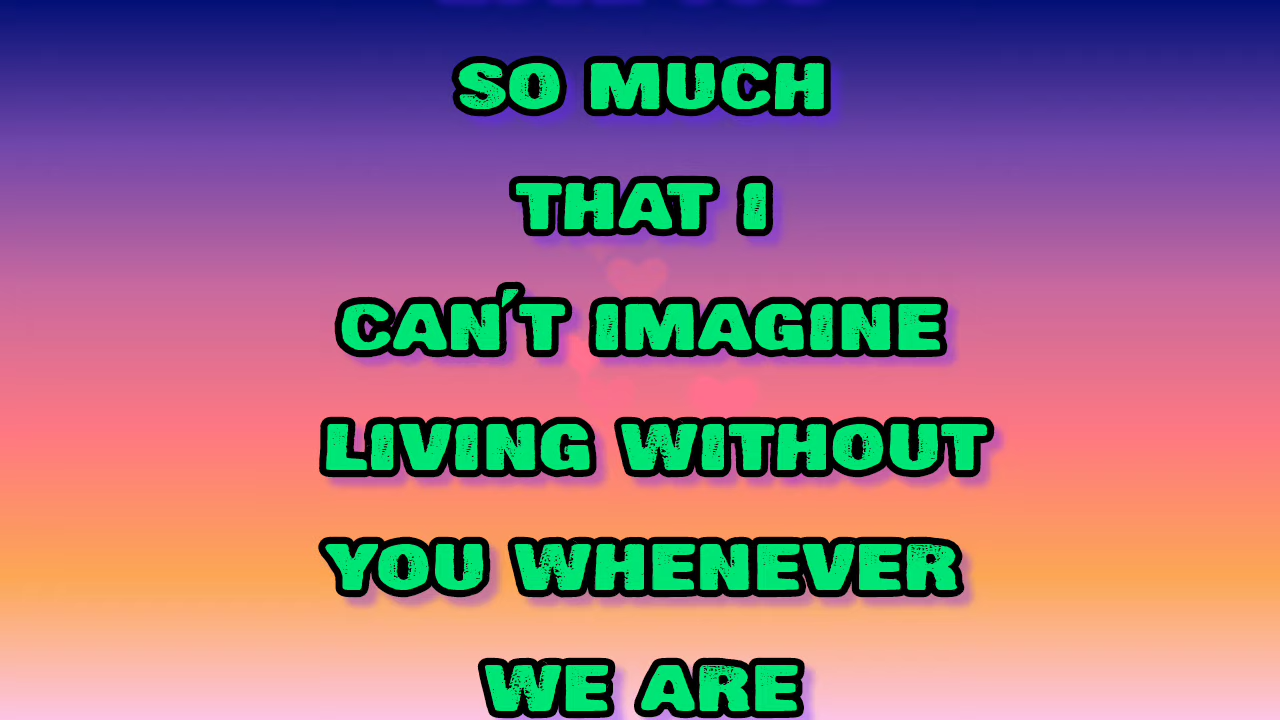 SO MUCH
THAT I
CAN'T IMAGINE
LIVING WITHOUT
YOU WHENEVER
WE ARE